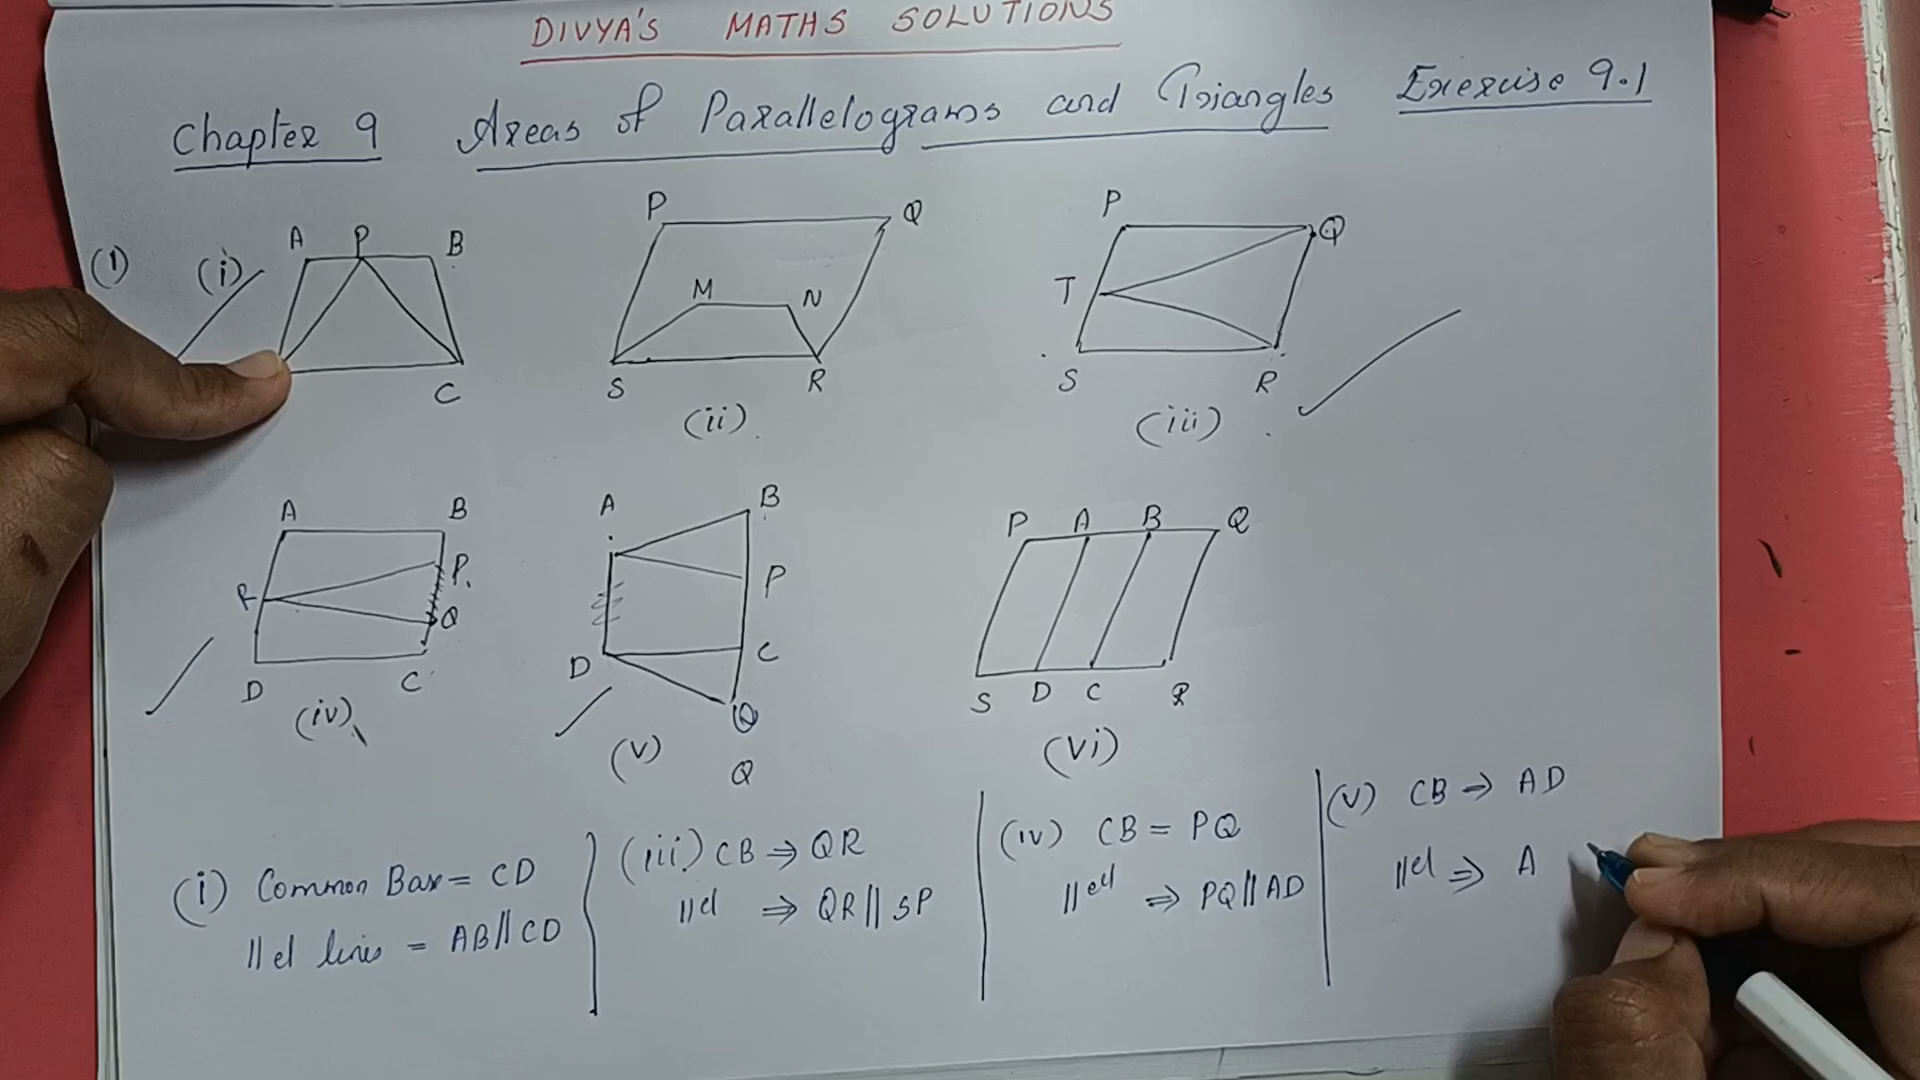 DIVYA'S MATHS SOLUTIONS
Chapter 9 Areas of Parallelograms and Triangles Exercise 9.1
(1) (i) A P B
C
P Q
M N
S R
(ii)
P Q
T
S R
(iii)
A B
R P
Q
D C
(iv)
A B
P
D C
Q
(v) Q
P A B Q
S D C R
(vi)
(i) Common Base = CD
||el lines = AB||CD
(iii) CB ⇒ QR
||el ⇒ QR || SP
(iv) CB = PQ
||el ⇒ PQ||AD
(v) CB ⇒ AD
||el ⇒ A